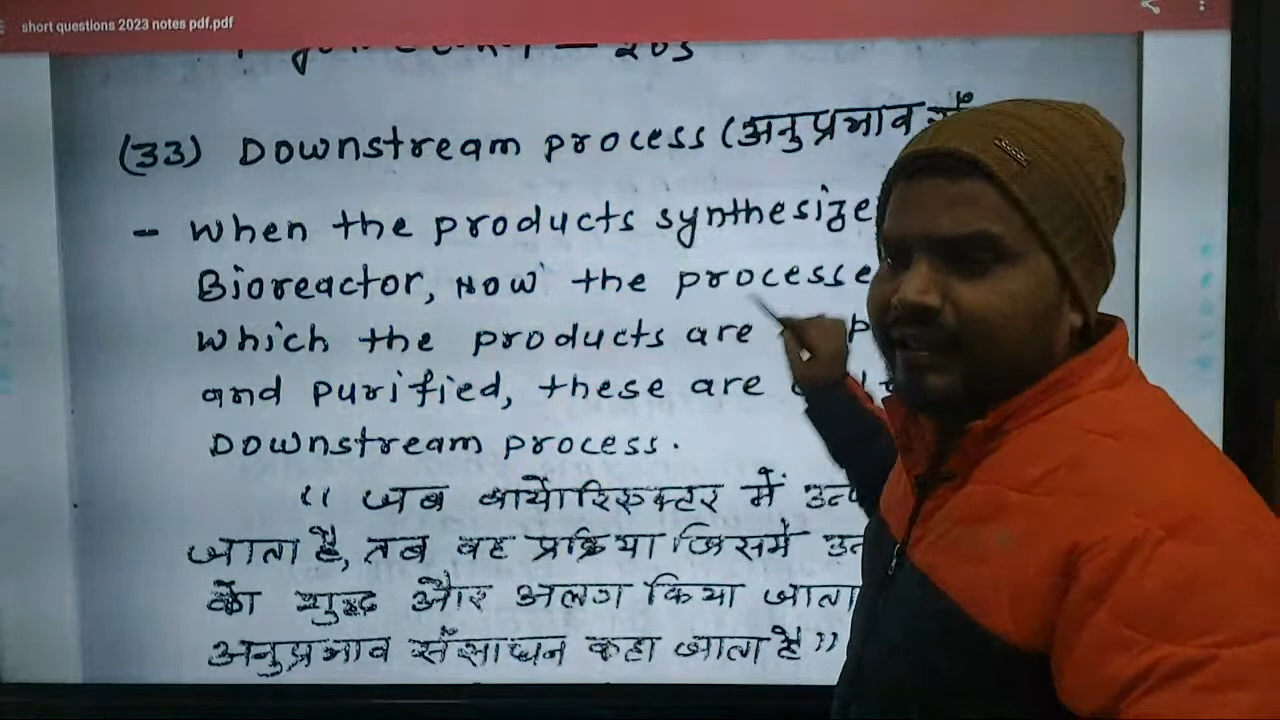 short questions 2023 notes pdf.pdf
(33) Downstream process (अनुप्रभाव
- When the products synthesize
Bioreactor, Now the processe
which the products are
and purified, these are
Downstream process.
“ जब बायोरिएक्टर में
जाता है, तब वह प्रक्रिया जिसमें
को शुद्ध और अलग किया जाता
अनुप्रभाव संसाधन कहा जाता है”